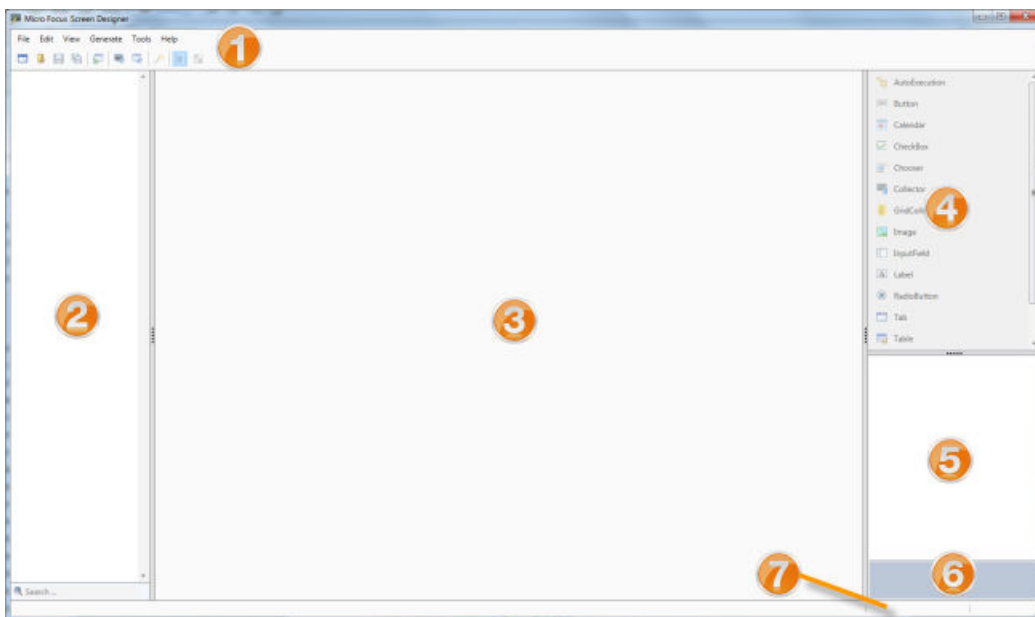 Micro Focus Screen Designer
File Edit View Generate Tools Help
1
AutoExecution
Button
Calendar
CheckBox
Chooser
Collector
4
Image
InputField
Label
RadioButton
Tab
Table
2
3
5
6
7
Search ...